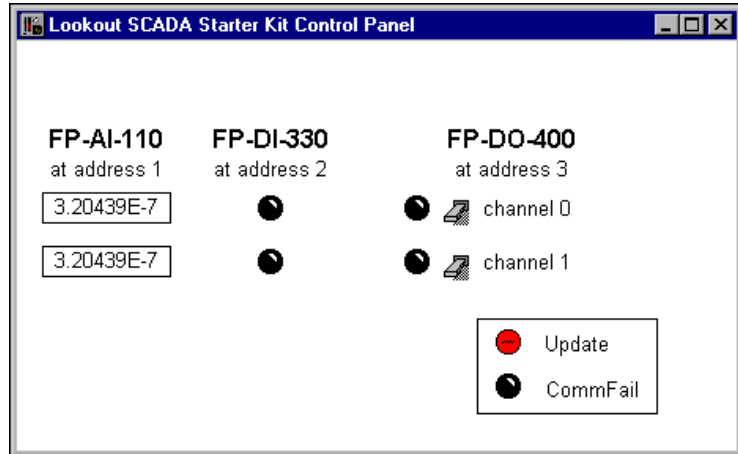 Lookout SCADA Starter Kit Control Panel
FP-AI-110 FP-DI-330 FP-DO-400
at address 1 at address 2 at address 3
3.20439E-7 channel 0
3.20439E-7 channel 1
Update
CommFail